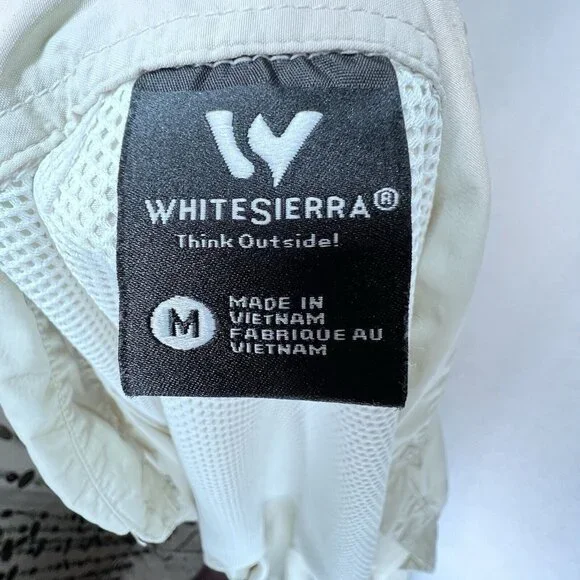 W
WHITESIERRA®
Think Outside!
M
MADE IN
VIETNAM
FABRIQUE AU
VIETNAM